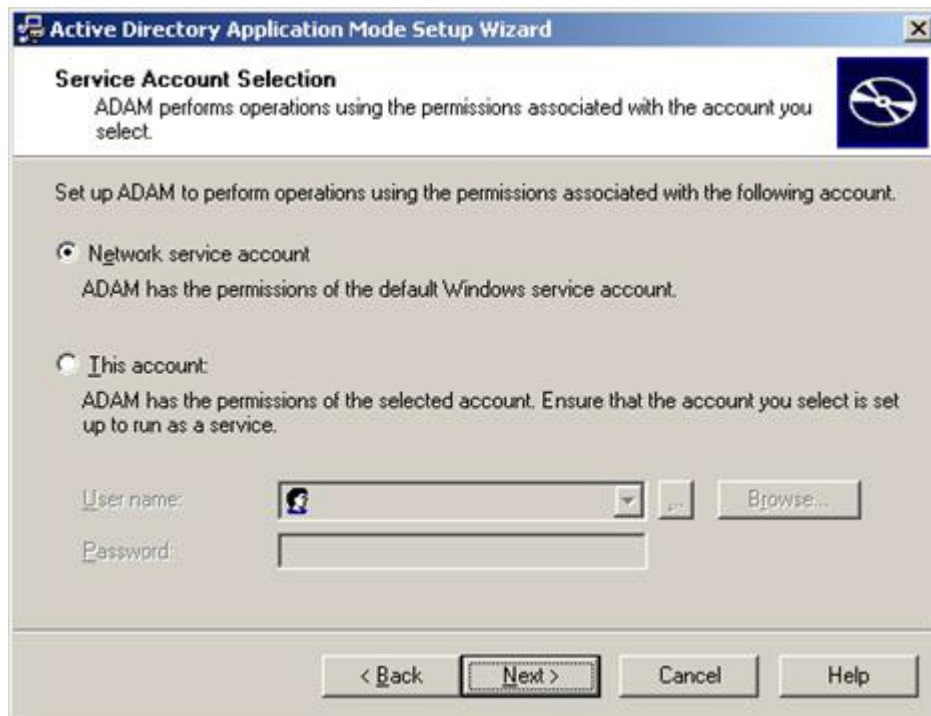 Active Directory Application Mode Setup Wizard
Service Account Selection
ADAM performs operations using the permissions associated with the account you
select.
Set up ADAM to perform operations using the permissions associated with the following account.
Network service account
ADAM has the permissions of the default Windows service account.
This account:
ADAM has the permissions of the selected account. Ensure that the account you select is set
up to run as a service.
User name:
... Browse...
Password:
< Back Next > Cancel Help